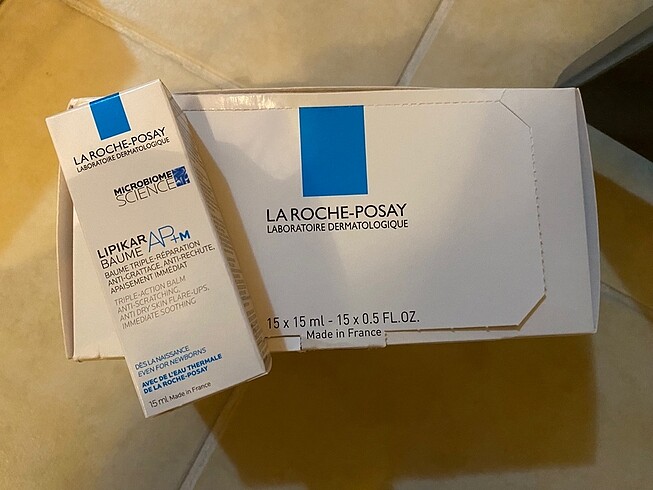 LA ROCHE-POSAY
LABORATOIRE DERMATOLOGIQUE
MICROBIOME
SCIENCE
LIPIKAR
BAUME AP+M
BAUME TRIPLE-RÉPARATION
ANTI-GRATTAGE, ANTI-RECHUTE,
APAISEMENT IMMÉDIAT
TRIPLE-ACTION BALM
ANTI-SCRATCHING,
ANTI DRY SKIN FLARE-UPS,
IMMEDIATE SOOTHING
DÈS LA NAISSANCE
EVEN FOR NEWBORNS
AVEC DE L'EAU THERMALE
DE LA ROCHE-POSAY
15 ml. Made in France
LA ROCHE-POSAY
LABORATOIRE DERMATOLOGIQUE
15 x 15 ml - 15 x 0.5 FL.OZ.
Made in France